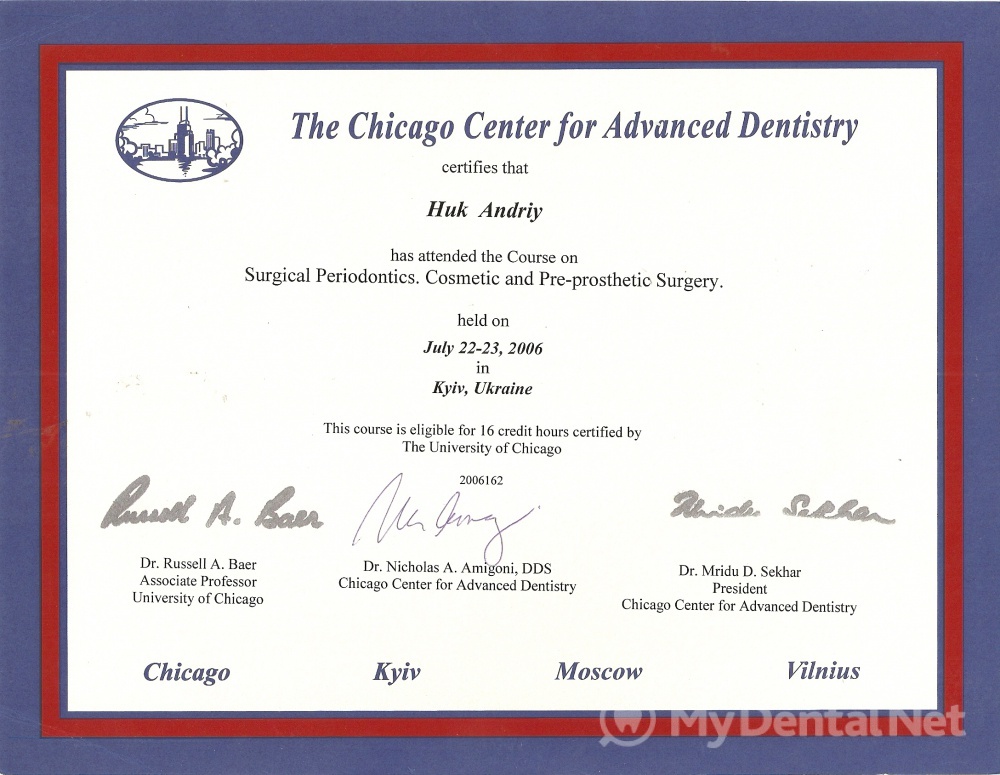 The Chicago Center for Advanced Dentistry
certifies that
Huk Andriy
has attended the Course on
Surgical Periodontics. Cosmetic and Pre-prosthetic Surgery.
held on
July 22-23, 2006
in
Kyiv, Ukraine
This course is eligible for 16 credit hours certified by
The University of Chicago
2006162
Russell A. Baer
Mridu Sekhar
Dr. Russell A. Baer
Associate Professor
University of Chicago
Dr. Nicholas A. Amigoni, DDS
Chicago Center for Advanced Dentistry
Dr. Mridu D. Sekhar
President
Chicago Center for Advanced Dentistry
Chicago Kyiv Moscow Vilnius
MyDentalNet